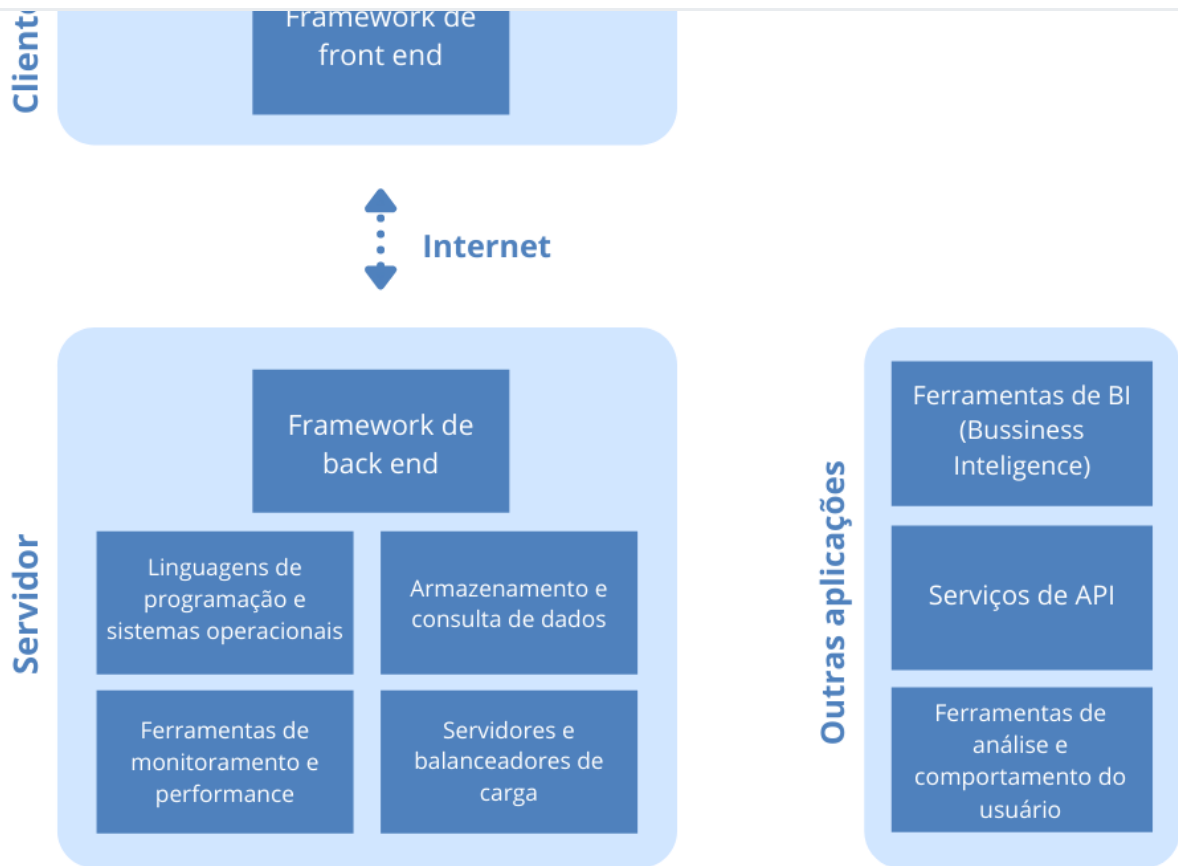 Cliente
Framework de
front end
Internet
Servidor
Framework de
back end
Linguagens de
programação e
sistemas operacionais
Armazenamento e
consulta de dados
Ferramentas de
monitoramento e
performance
Servidores e
balanceadores de
carga
Outras aplicações
Ferramentas de BI
(Bussiness
Inteligence)
Serviços de API
Ferramentas de
análise e
comportamento do
usuário